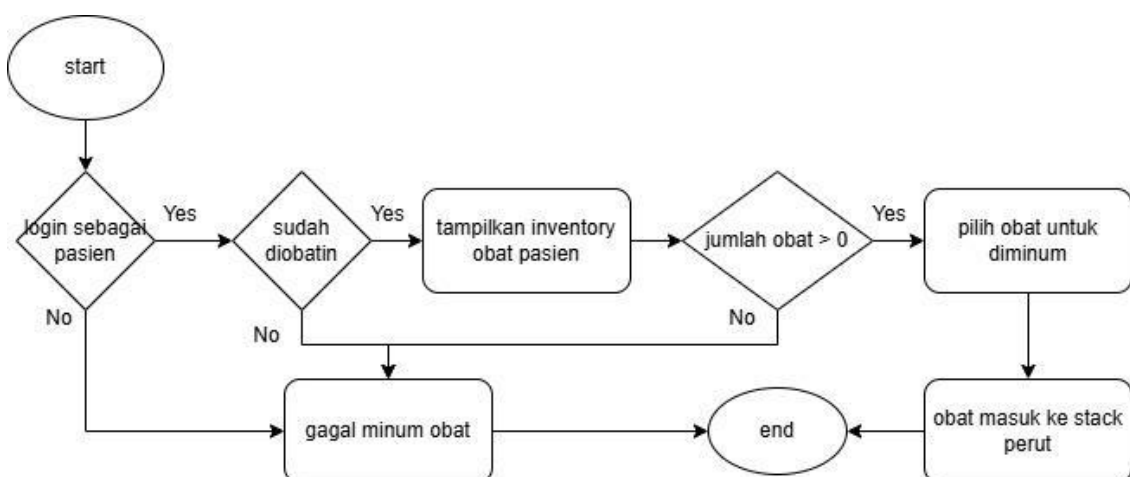 start
login sebagai
pasien
Yes
sudah
diobatin
Yes
tampilkan inventory
obat pasien
jumlah obat > 0
Yes
pilih obat untuk
diminum
No
No
No
gagal minum obat
end
obat masuk ke stack
perut